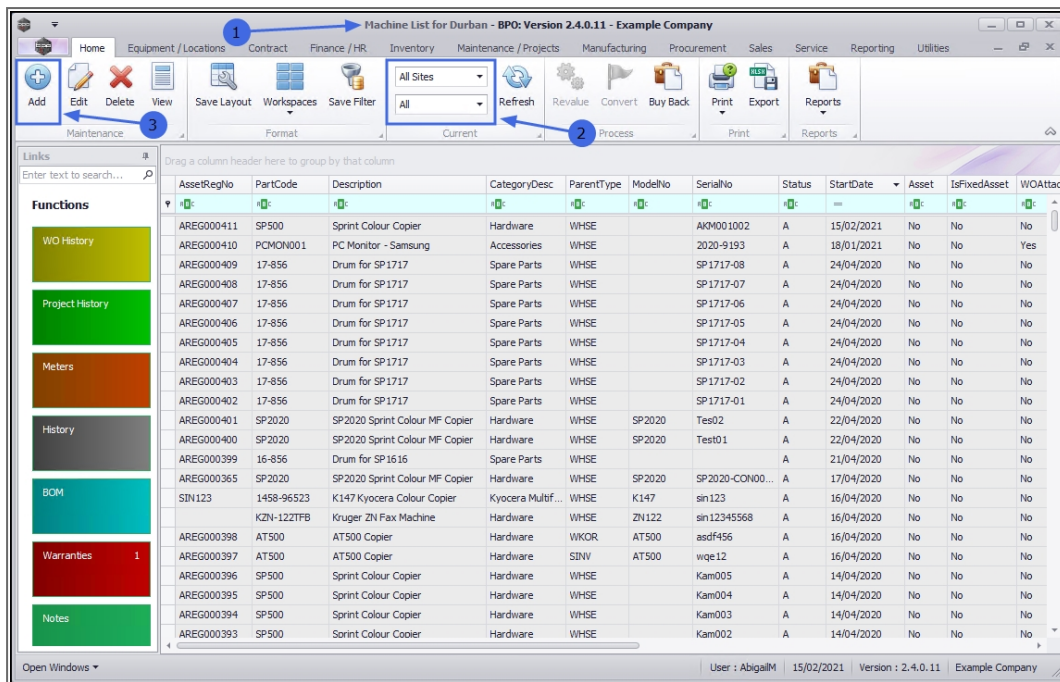 1
Machine List for Durban - BPO: Version 2.4.0.11 - Example Company
Home Equipment / Locations Contract Finance / HR Inventory Maintenance / Projects Manufacturing Procurement Sales Service Reporting Utilities
Add Edit Delete View Save Layout Workspaces Save Filter All Sites All Refresh Revalue Convert Buy Back Print Export Reports
3 2
Maintenance Format Current Process Print Reports
Links
Enter text to search...
Functions
WO History
Project History
Meters
History
BOM
Warranties 1
Notes
Drag a column header here to group by that column
AssetRegNo PartCode Description CategoryDesc ParentType ModelNo SerialNo Status StartDate Asset IsFixedAsset WOAttac
AREG000411 SP500 Sprint Colour Copier Hardware WHSE AKM001002 A 15/02/2021 No No No
AREG000410 PCMON001 PC Monitor - Samsung Accessories WHSE 2020-9193 A 18/01/2021 No No Yes
AREG000409 17-856 Drum for SP1717 Spare Parts WHSE SP1717-08 A 24/04/2020 No No No
AREG000408 17-856 Drum for SP1717 Spare Parts WHSE SP1717-07 A 24/04/2020 No No No
AREG000407 17-856 Drum for SP1717 Spare Parts WHSE SP1717-06 A 24/04/2020 No No No
AREG000406 17-856 Drum for SP1717 Spare Parts WHSE SP1717-05 A 24/04/2020 No No No
AREG000405 17-856 Drum for SP1717 Spare Parts WHSE SP1717-04 A 24/04/2020 No No No
AREG000404 17-856 Drum for SP1717 Spare Parts WHSE SP1717-03 A 24/04/2020 No No No
AREG000403 17-856 Drum for SP1717 Spare Parts WHSE SP1717-02 A 24/04/2020 No No No
AREG000402 17-856 Drum for SP1717 Spare Parts WHSE SP1717-01 A 24/04/2020 No No No
AREG000401 SP2020 SP2020 Sprint Colour MF Copier Hardware WHSE SP2020 Tes02 A 22/04/2020 No No No
AREG000400 SP2020 SP2020 Sprint Colour MF Copier Hardware WHSE SP2020 Test01 A 22/04/2020 No No No
AREG000399 16-856 Drum for SP1616 Spare Parts WHSE A 21/04/2020 No No No
AREG000365 SP2020 SP2020 Sprint Colour MF Copier Hardware WHSE SP2020 SP2020-CON00... A 17/04/2020 No No No
SIN123 1458-96523 K147 Kyocera Colour Copier Kyocera Multif... WHSE K147 sin123 A 16/04/2020 No No No
KZN-122TFB Kruger ZN Fax Machine Hardware WHSE ZN122 sin12345568 A 16/04/2020 No No No
AREG000398 AT500 AT500 Copier Hardware WKOR AT500 asdf456 A 16/04/2020 No No No
AREG000397 AT500 AT500 Copier Hardware SINV AT500 wqe12 A 16/04/2020 No No No
AREG000396 SP500 Sprint Colour Copier Hardware WHSE Kam005 A 14/04/2020 No No No
AREG000395 SP500 Sprint Colour Copier Hardware WHSE Kam004 A 14/04/2020 No No No
AREG000394 SP500 Sprint Colour Copier Hardware WHSE Kam003 A 14/04/2020 No No No
AREG000393 SP500 Sprint Colour Copier Hardware WHSE Kam002 A 14/04/2020 No No No
Open Windows User : AbigailM 15/02/2021 Version : 2.4.0.11 Example Company